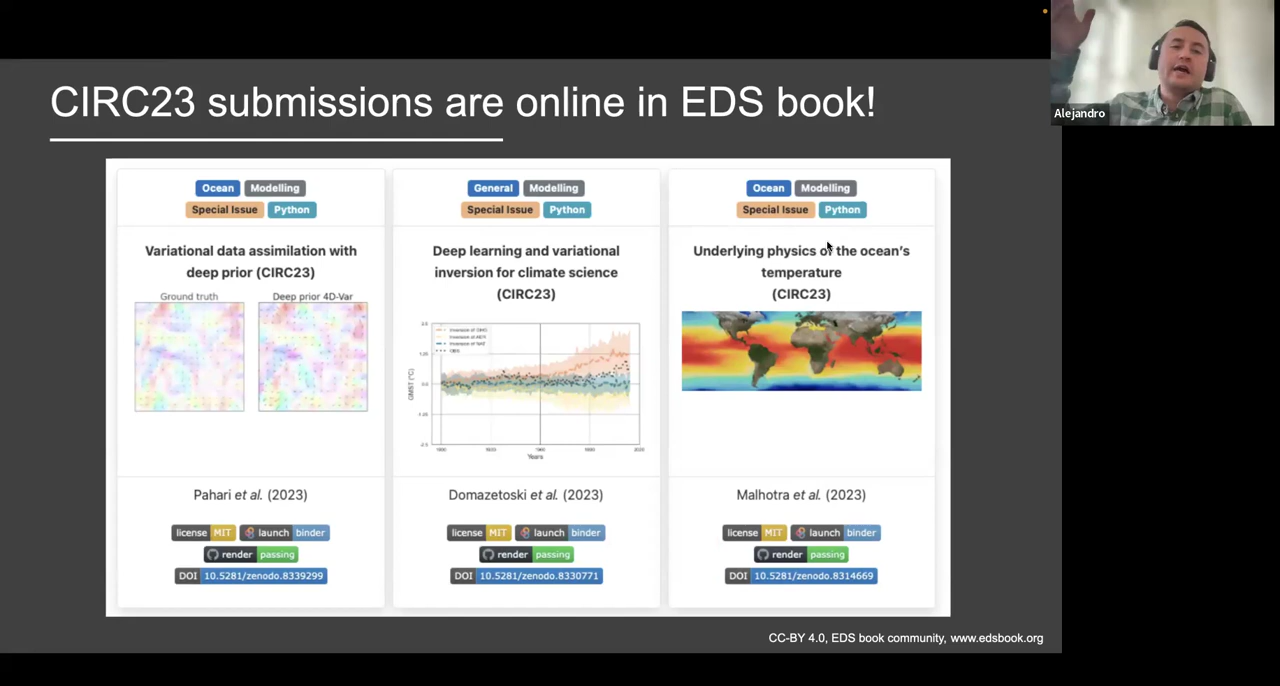 CIRC23 submissions are online in EDS book!
Alejandro
Ocean Modelling
Special Issue Python
Variational data assimilation with
deep prior (CIRC23)
Ground truth Deep prior 4D-Var
Pahari et al. (2023)
license MIT launch binder
render passing
DOI 10.5281/zenodo.8339299
General Modelling
Special Issue Python
Deep learning and variational
inversion for climate science
(CIRC23)
GMST (°C)
Years
Domazetoski et al. (2023)
license MIT launch binder
render passing
DOI 10.5281/zenodo.8330771
Ocean Modelling
Special Issue Python
Underlying physics of the ocean's
temperature
(CIRC23)
Malhotra et al. (2023)
license MIT launch binder
render passing
DOI 10.5281/zenodo.8314669
CC-BY 4.0, EDS book community, www.edsbook.org